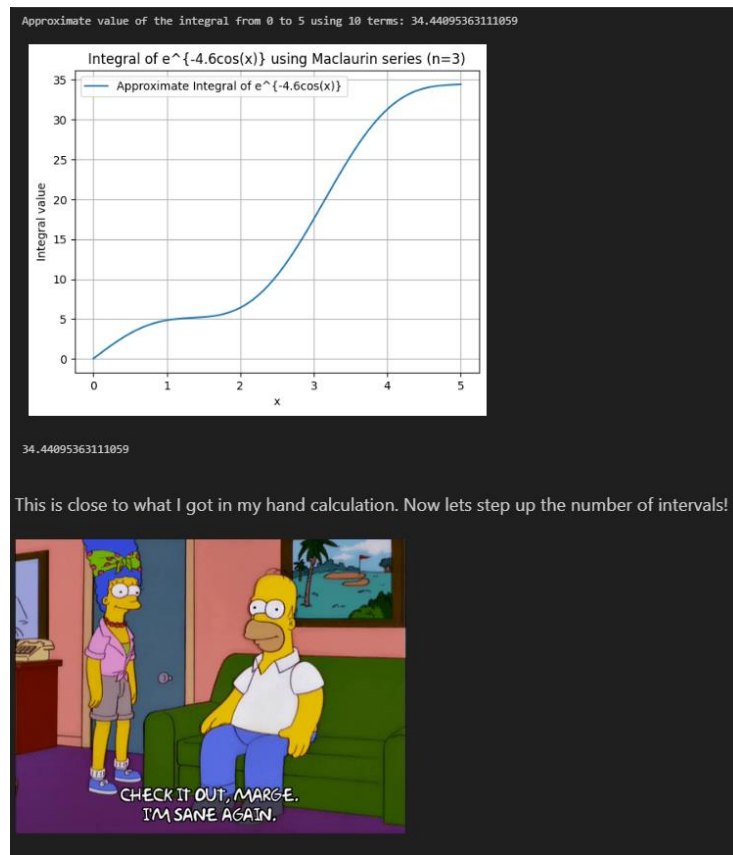 Approximate value of the integral from 0 to 5 using 10 terms: 34.44095363111059
Integral of e^{-4.6cos(x)} using Maclaurin series (n=3)
Approximate Integral of e^{-4.6cos(x)}
Integral value
35
30
25
20
15
10
5
0
0 1 2 3 4 5
x
34.44095363111059
This is close to what I got in my hand calculation. Now lets step up the number of intervals!
CHECK IT OUT, MARGE.
I'M SANE AGAIN.